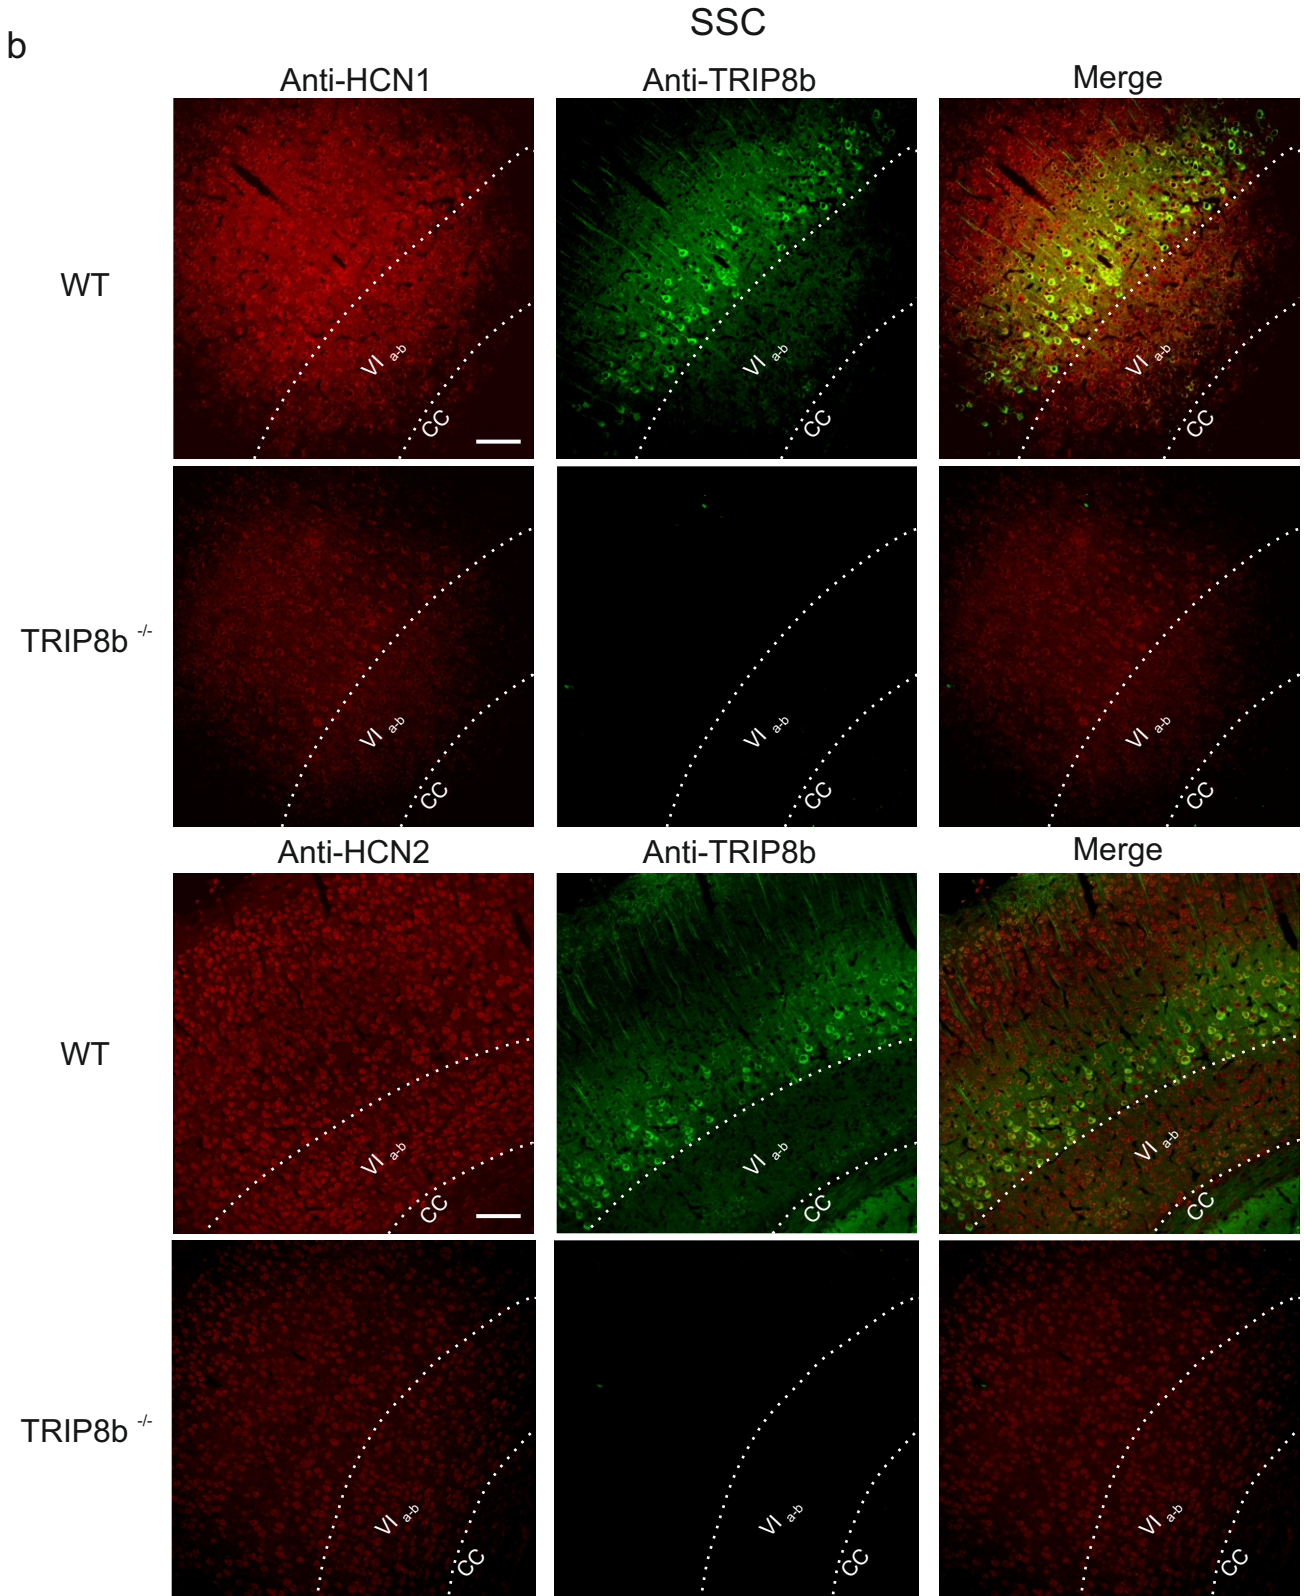 b
SSC
Anti-HCN1 Anti-TRIP8b Merge
WT
VI a-b VI a-b VI a-b
CC CC CC
TRIP8b -/-
VI a-b VI a-b VI a-b
CC CC CC
Anti-HCN2 Anti-TRIP8b Merge
WT
VI a-b VI a-b VI a-b
CC CC CC
TRIP8b -/-
VI a-b VI a-b VI a-b
CC CC CC